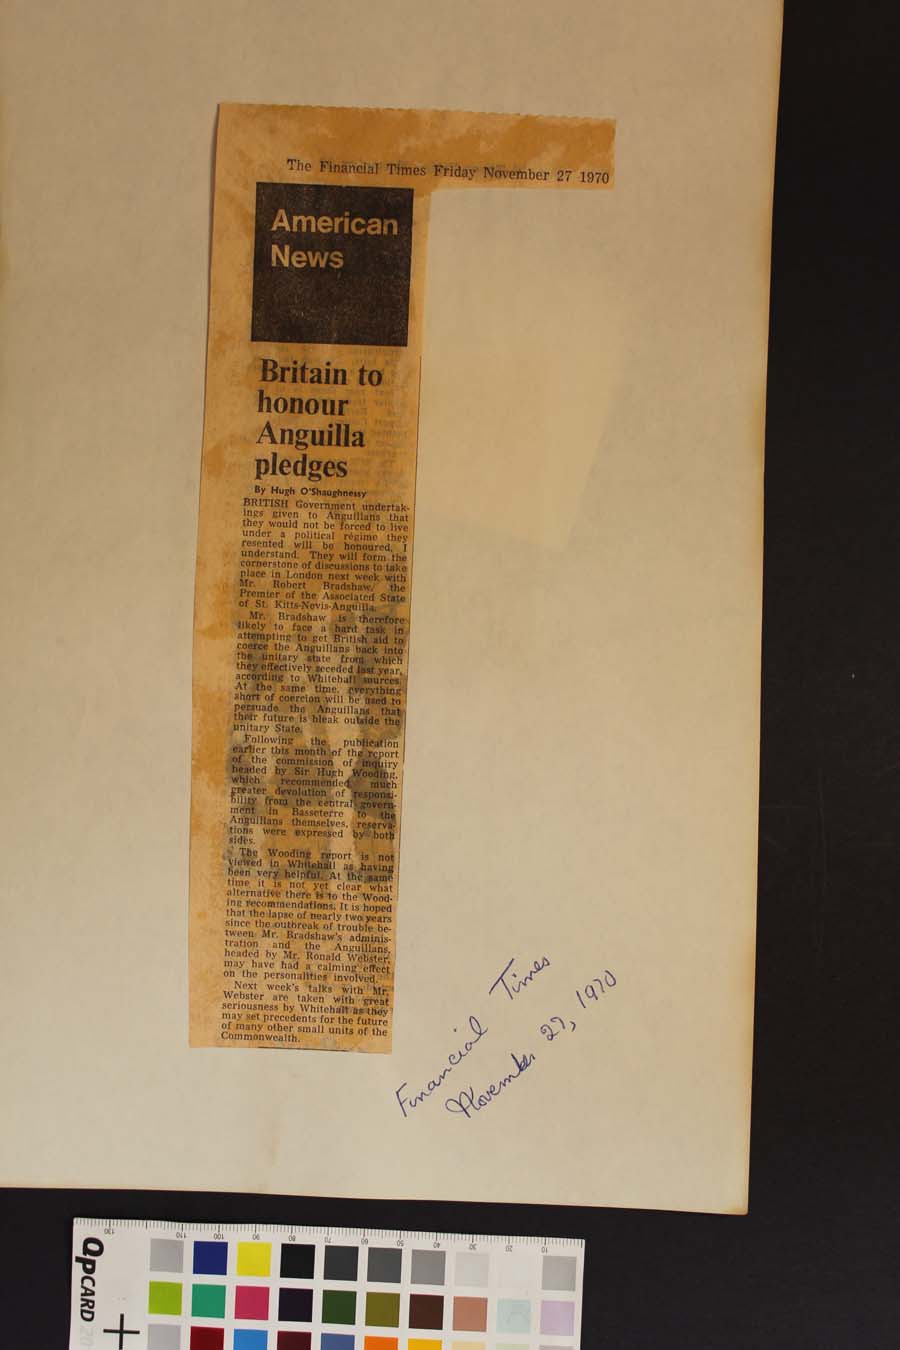 The Financial Times Friday November 27 1970
American
News
Britain to
honour
Anguilla
pledges
By Hugh O'Shaughnessy
BRITISH Government undertak-
ings given to Anguillans that
they would not be forced to live
under a political régime they
resented will be honoured, I
understand. They will form the
cornerstone of discussions to take
place in London next week with
Mr. Robert Bradshaw, the
Premier of the Associated State
of St. Kitts-Nevis-Anguilla.
Mr. Bradshaw is therefore
likely to face a hard task in
attempting to get British aid to
coerce the Anguillans back into
the unitary state from which
they effectively seceded last year,
according to Whitehall sources.
At the same time, everything
short of coercion will be used to
persuade the Anguillans that
their future is bleak outside the
unitary State.
Following the publication
earlier this month of the report
of the commission of inquiry
headed by Sir Hugh Wooding,
which recommended much
greater devolution of responsi-
bility from the central govern-
ment in Basseterre to the
Anguillans themselves, reserva-
tions were expressed by both
sides.
The Wooding report is not
viewed in Whitehall as having
been very helpful. At the same
time it is not yet clear what
alternative there is to the Wood-
ing recommendations. It is hoped
that the lapse of nearly two years
since the outbreak of trouble be-
tween Mr. Bradshaw's adminis-
tration and the Anguillans,
headed by Mr. Ronald Webster,
may have had a calming effect
on the personalities involved.
Next week's talks with Mr.
Webster are taken with great
seriousness by Whitehall as they
may set precedents for the future
of many other small units of the
Commonwealth.
Financial Times
November 27, 1970
130 110 100 90 80 70 60 50 40 30 20 10
QPCARD 20